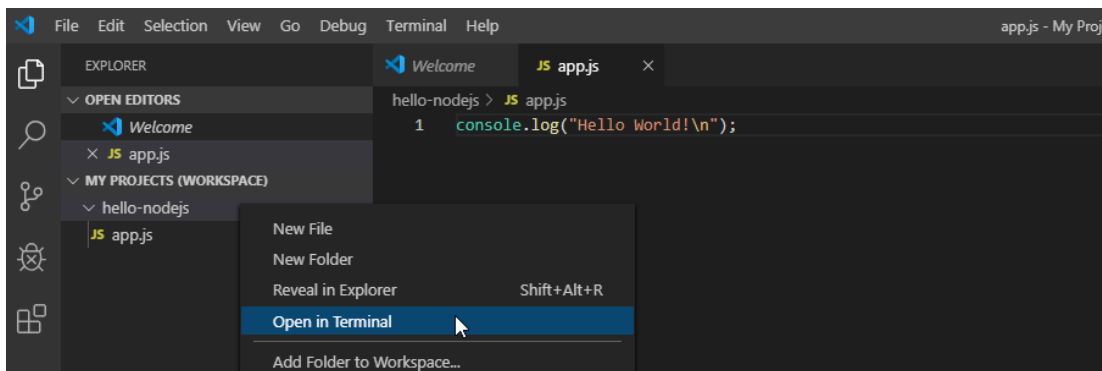 File Edit Selection View Go Debug Terminal Help app.js - My Proj
EXPLORER
OPEN EDITORS
Welcome
JS app.js
MY PROJECTS (WORKSPACE)
hello-nodejs
JS app.js
Welcome JS app.js
hello-nodejs > JS app.js
1 console.log("Hello World!\n");
New File
New Folder
Reveal in Explorer Shift+Alt+R
Open in Terminal
Add Folder to Workspace...